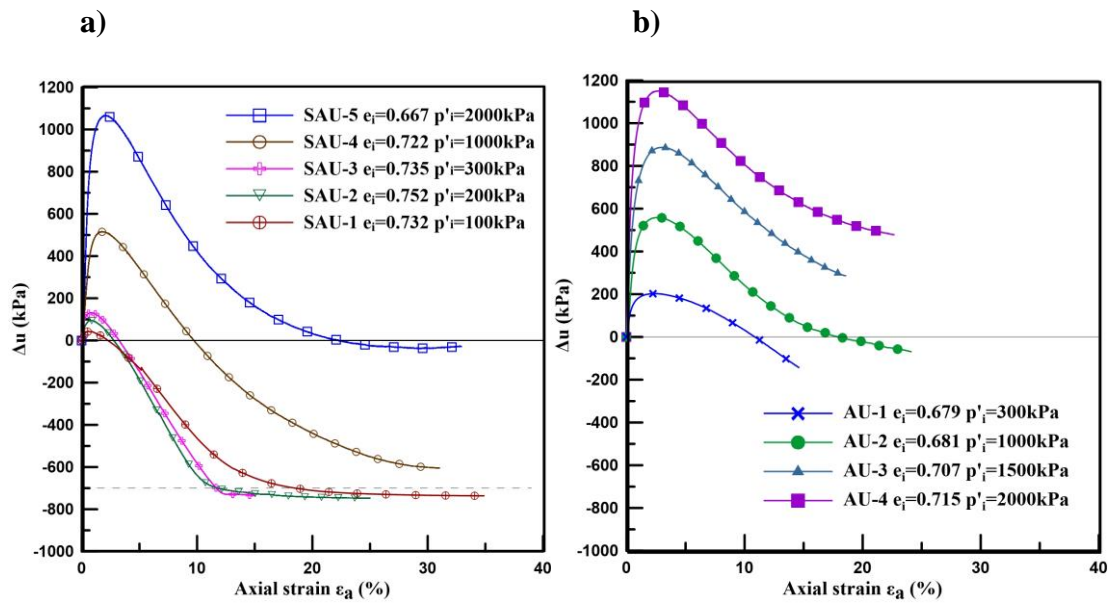 a)
b)
1200
1000
800
600
400
200
0
-200
-400
-600
-800
-1000
Δu (kPa)
SAU-5 eᵢ=0.667 p'ᵢ=2000kPa
SAU-4 eᵢ=0.722 p'ᵢ=1000kPa
SAU-3 eᵢ=0.735 p'ᵢ=300kPa
SAU-2 eᵢ=0.752 p'ᵢ=200kPa
SAU-1 eᵢ=0.732 p'ᵢ=100kPa
0 10 20 30 40
Axial strain εa (%)
1200
1000
800
600
400
200
0
-200
-400
-600
-800
-1000
Δu (kPa)
AU-1 eᵢ=0.679 p'ᵢ=300kPa
AU-2 eᵢ=0.681 p'ᵢ=1000kPa
AU-3 eᵢ=0.707 p'ᵢ=1500kPa
AU-4 eᵢ=0.715 p'ᵢ=2000kPa
0 10 20 30 40
Axial strain εa (%)